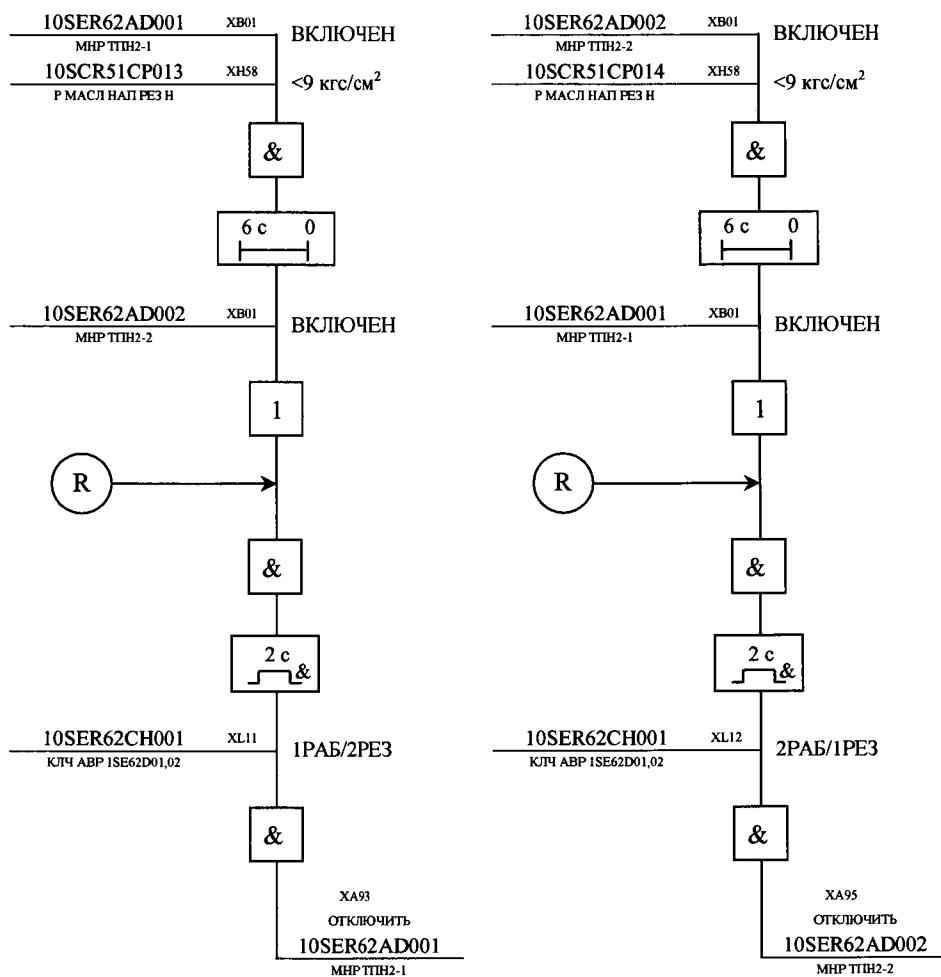 10SER62AD001 XB01 ВКЛЮЧЕН
МНР ТПН2-1
10SCR51CP013 XH58 <9 кгс/см²
Р МАСЛ НАП РЕЗ Н
&
6 с 0
10SER62AD002 XB01 ВКЛЮЧЕН
МНР ТПН2-2
1
R
&
2 с
&
10SER62CH001 XL11 1РАБ/2РЕЗ
КЛЧ АВР 1SE62D01,02
&
XA93
ОТКЛЮЧИТЬ
10SER62AD001
МНР ТПН2-1
10SER62AD002 XB01 ВКЛЮЧЕН
МНР ТПН2-2
10SCR51CP014 XH58 <9 кгс/см²
Р МАСЛ НАП РЕЗ Н
&
6 с 0
10SER62AD001 XB01 ВКЛЮЧЕН
МНР ТПН2-1
1
R
&
2 с
&
10SER62CH001 XL12 2РАБ/1РЕЗ
КЛЧ АВР 1SE62D01,02
&
XA95
ОТКЛЮЧИТЬ
10SER62AD002
МНР ТПН2-2